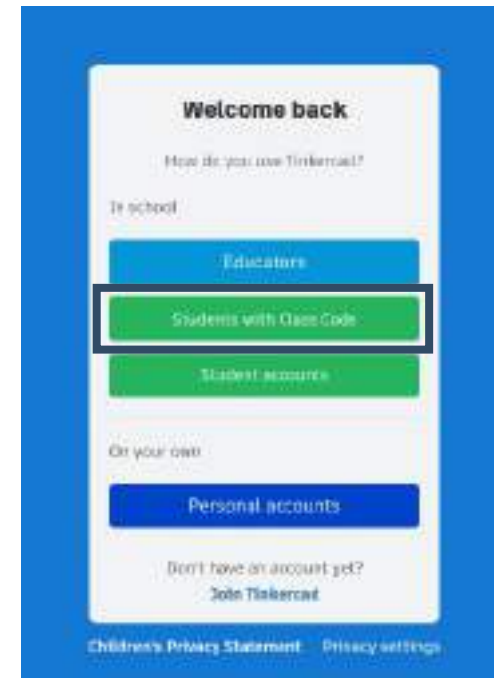 Welcome back
How do you use Tinkercad?
In school
Educators
Students with Class Code
Student accounts
On your own
Personal accounts
Don't have an account yet?
Join Tinkercad
Children's Privacy Statement Privacy settings